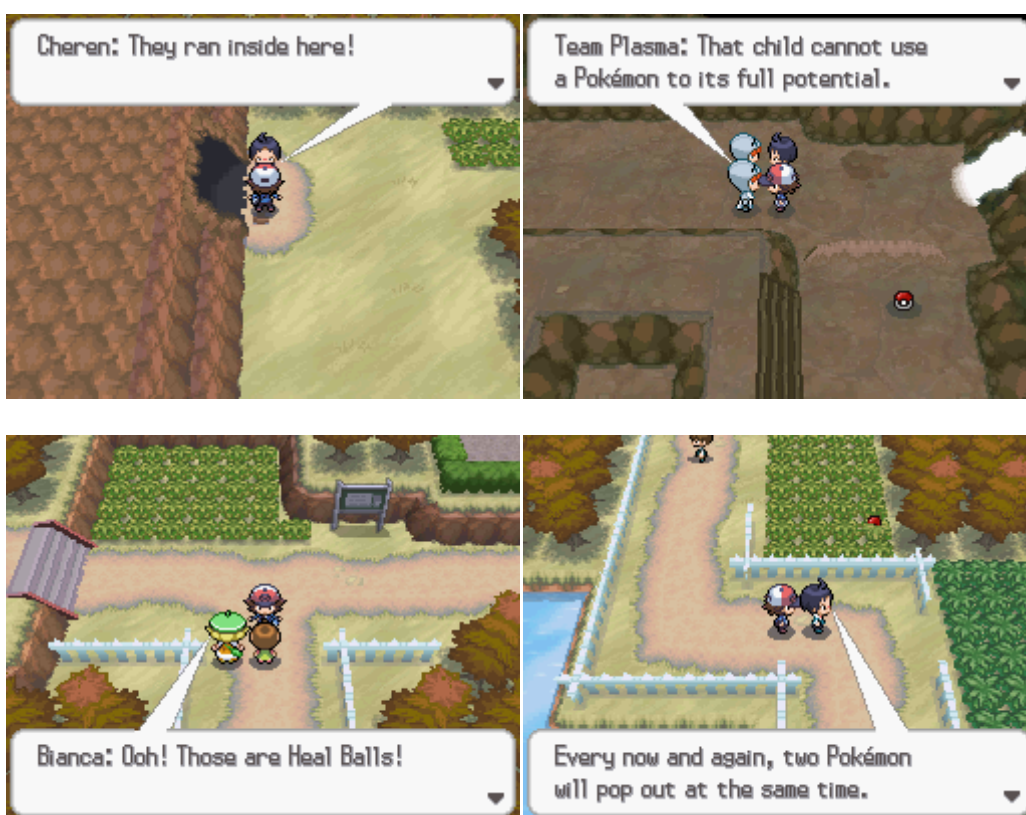 Cheren: They ran inside here!
Team Plasma: That child cannot use
a Pokémon to its full potential.
Bianca: Ooh! Those are Heal Balls!
Every now and again, two Pokémon
will pop out at the same time.